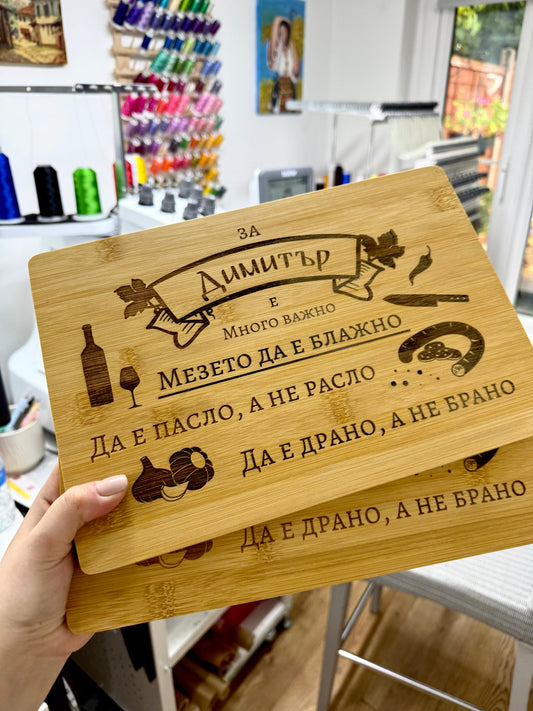 ЗА
Димитър
Е
Много важно
Мезето да е блажно
Да е пасло, а не расло
Да е драно, а не брано
Да е драно, а не брано